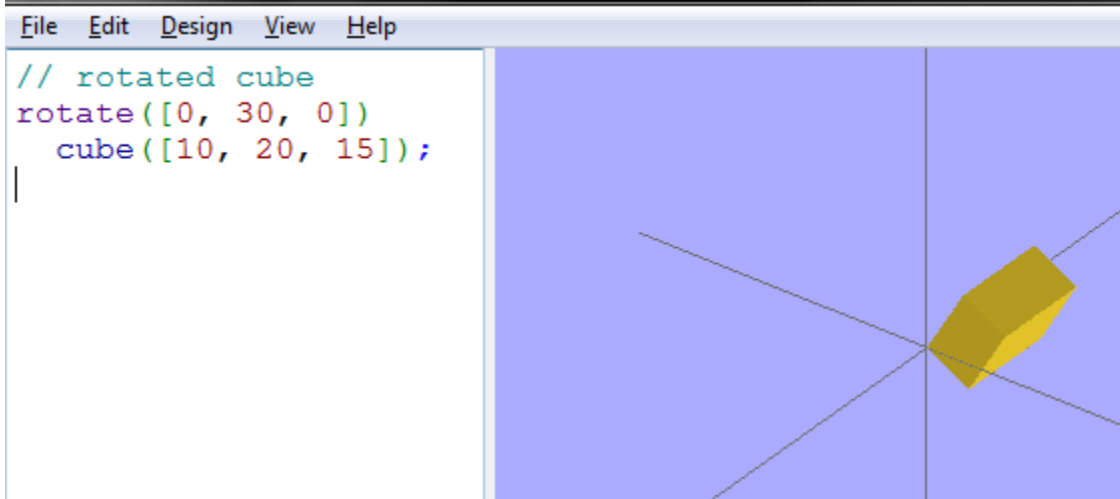 File Edit Design View Help
// rotated cube
rotate([0, 30, 0])
  cube([10, 20, 15]);